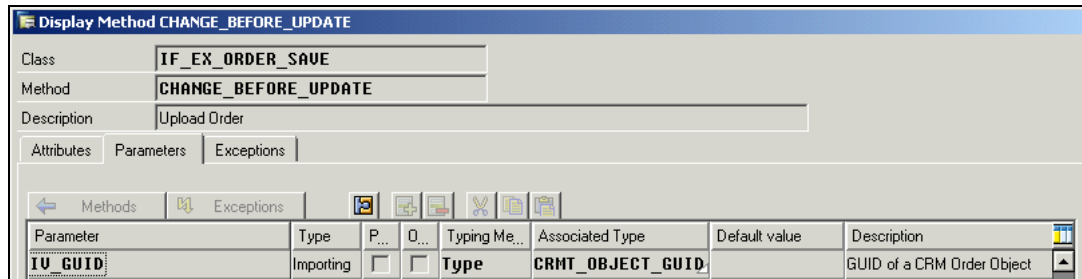 Display Method CHANGE_BEFORE_UPDATE
Class IF_EX_ORDER_SAVE
Method CHANGE_BEFORE_UPDATE
Description Upload Order
Attributes Parameters Exceptions
Methods Exceptions
Parameter Type P... O... Typing Me... Associated Type Default value Description
IV_GUID Importing Type CRMT_OBJECT_GUID GUID of a CRM Order Object